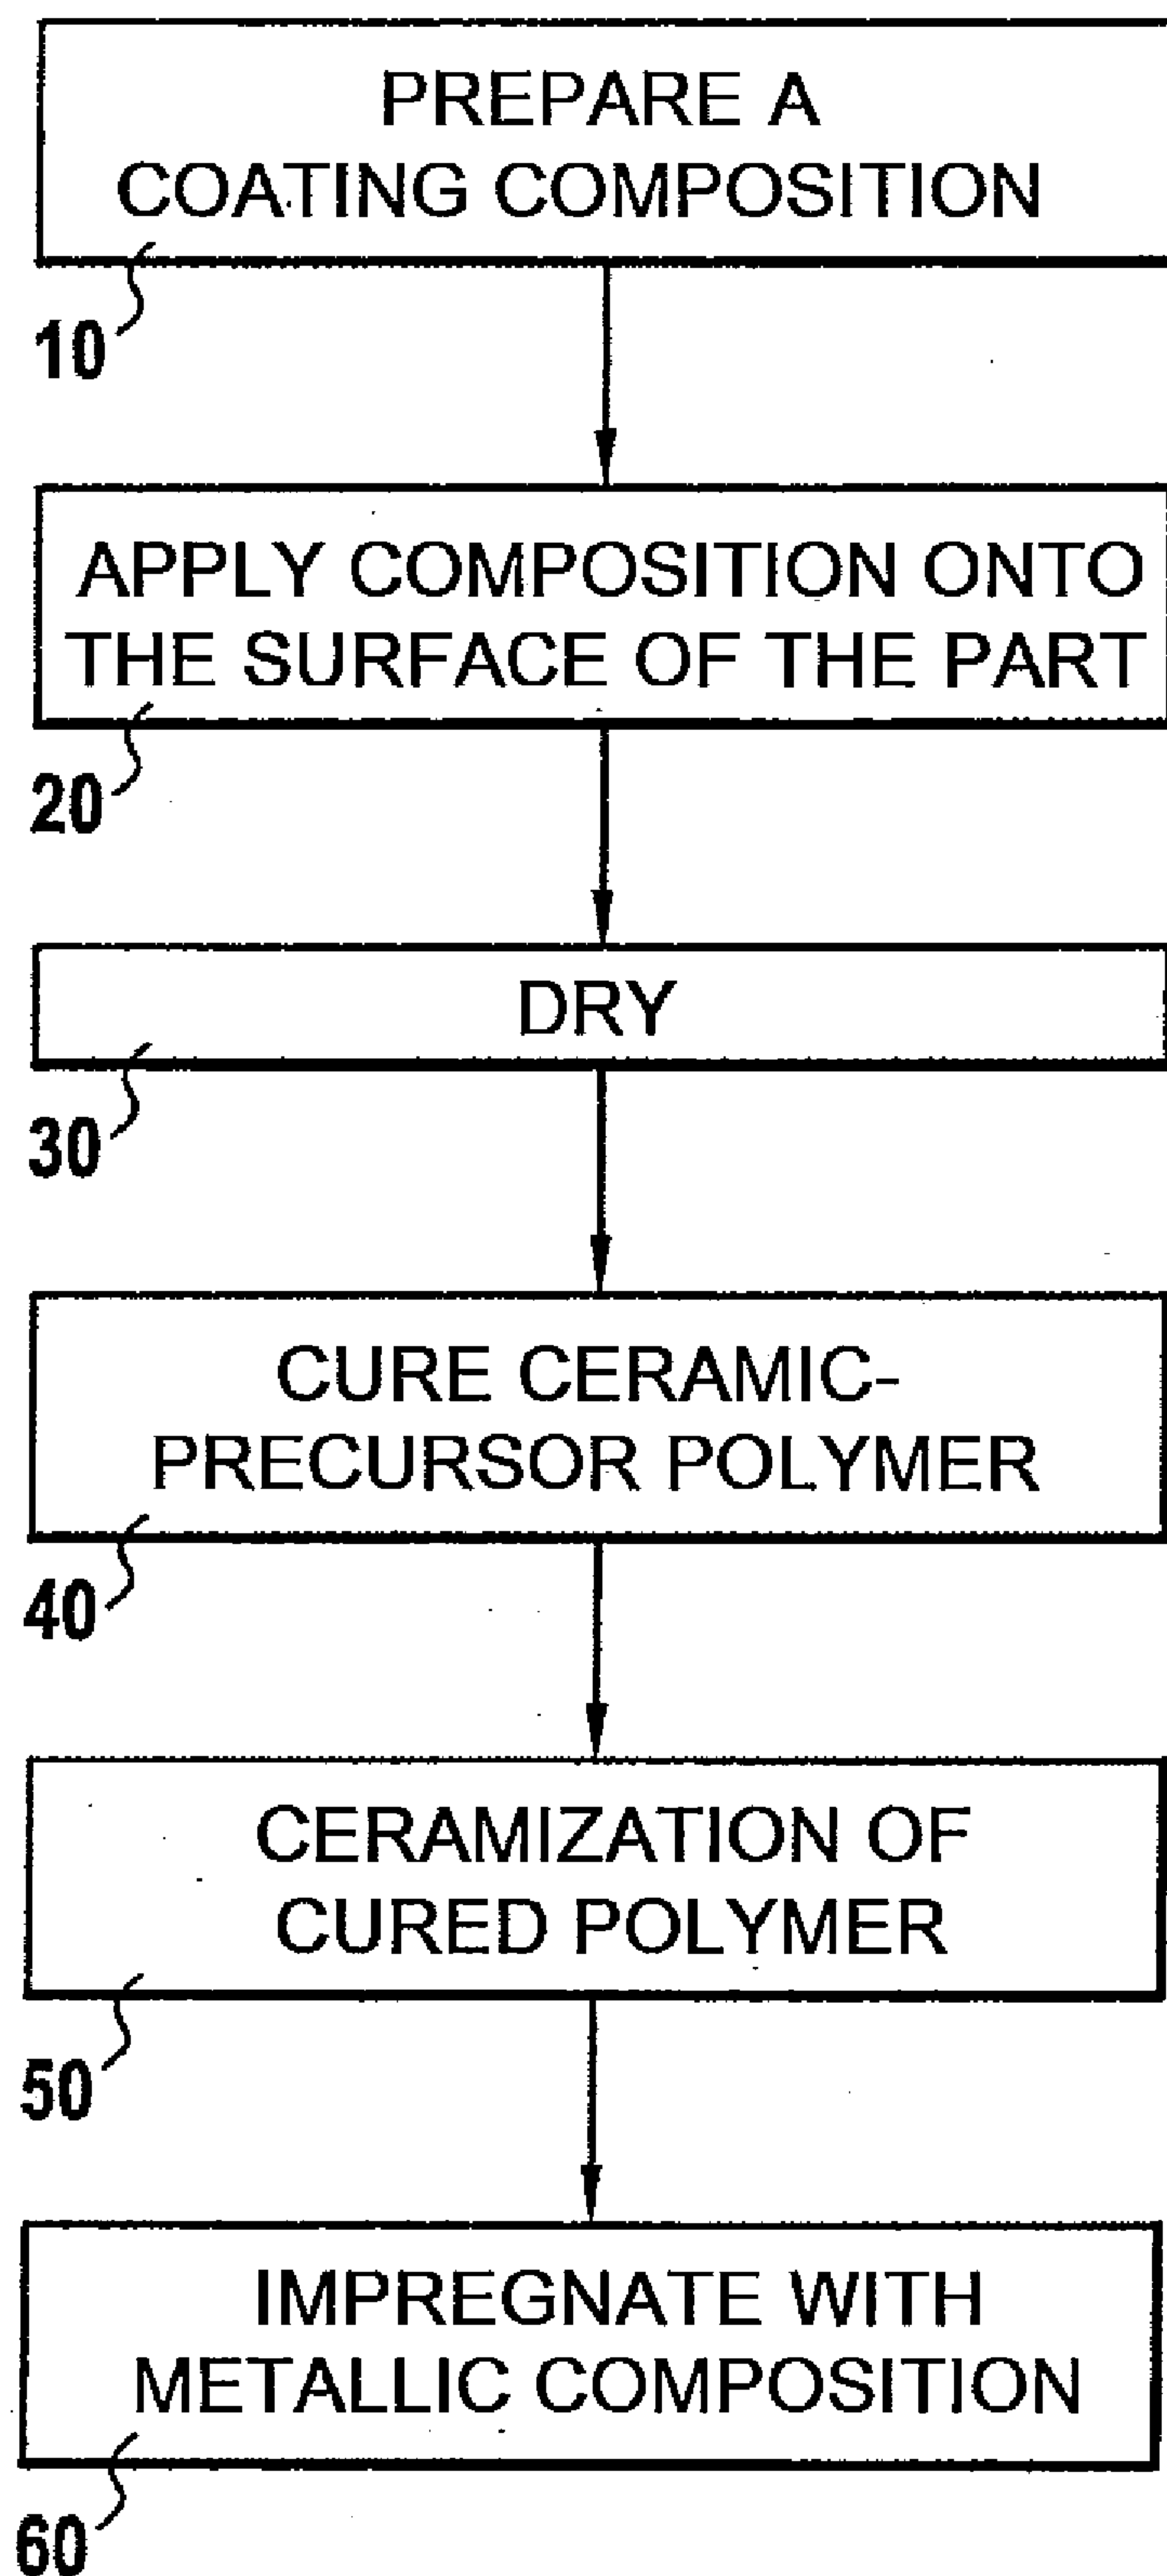 PREPARE A
COATING COMPOSITION
10
APPLY COMPOSITION ONTO
THE SURFACE OF THE PART
20
DRY
30
CURE CERAMIC-
PRECURSOR POLYMER
40
CERAMIZATION OF
CURED POLYMER
50
IMPREGNATE WITH
METALLIC COMPOSITION
60